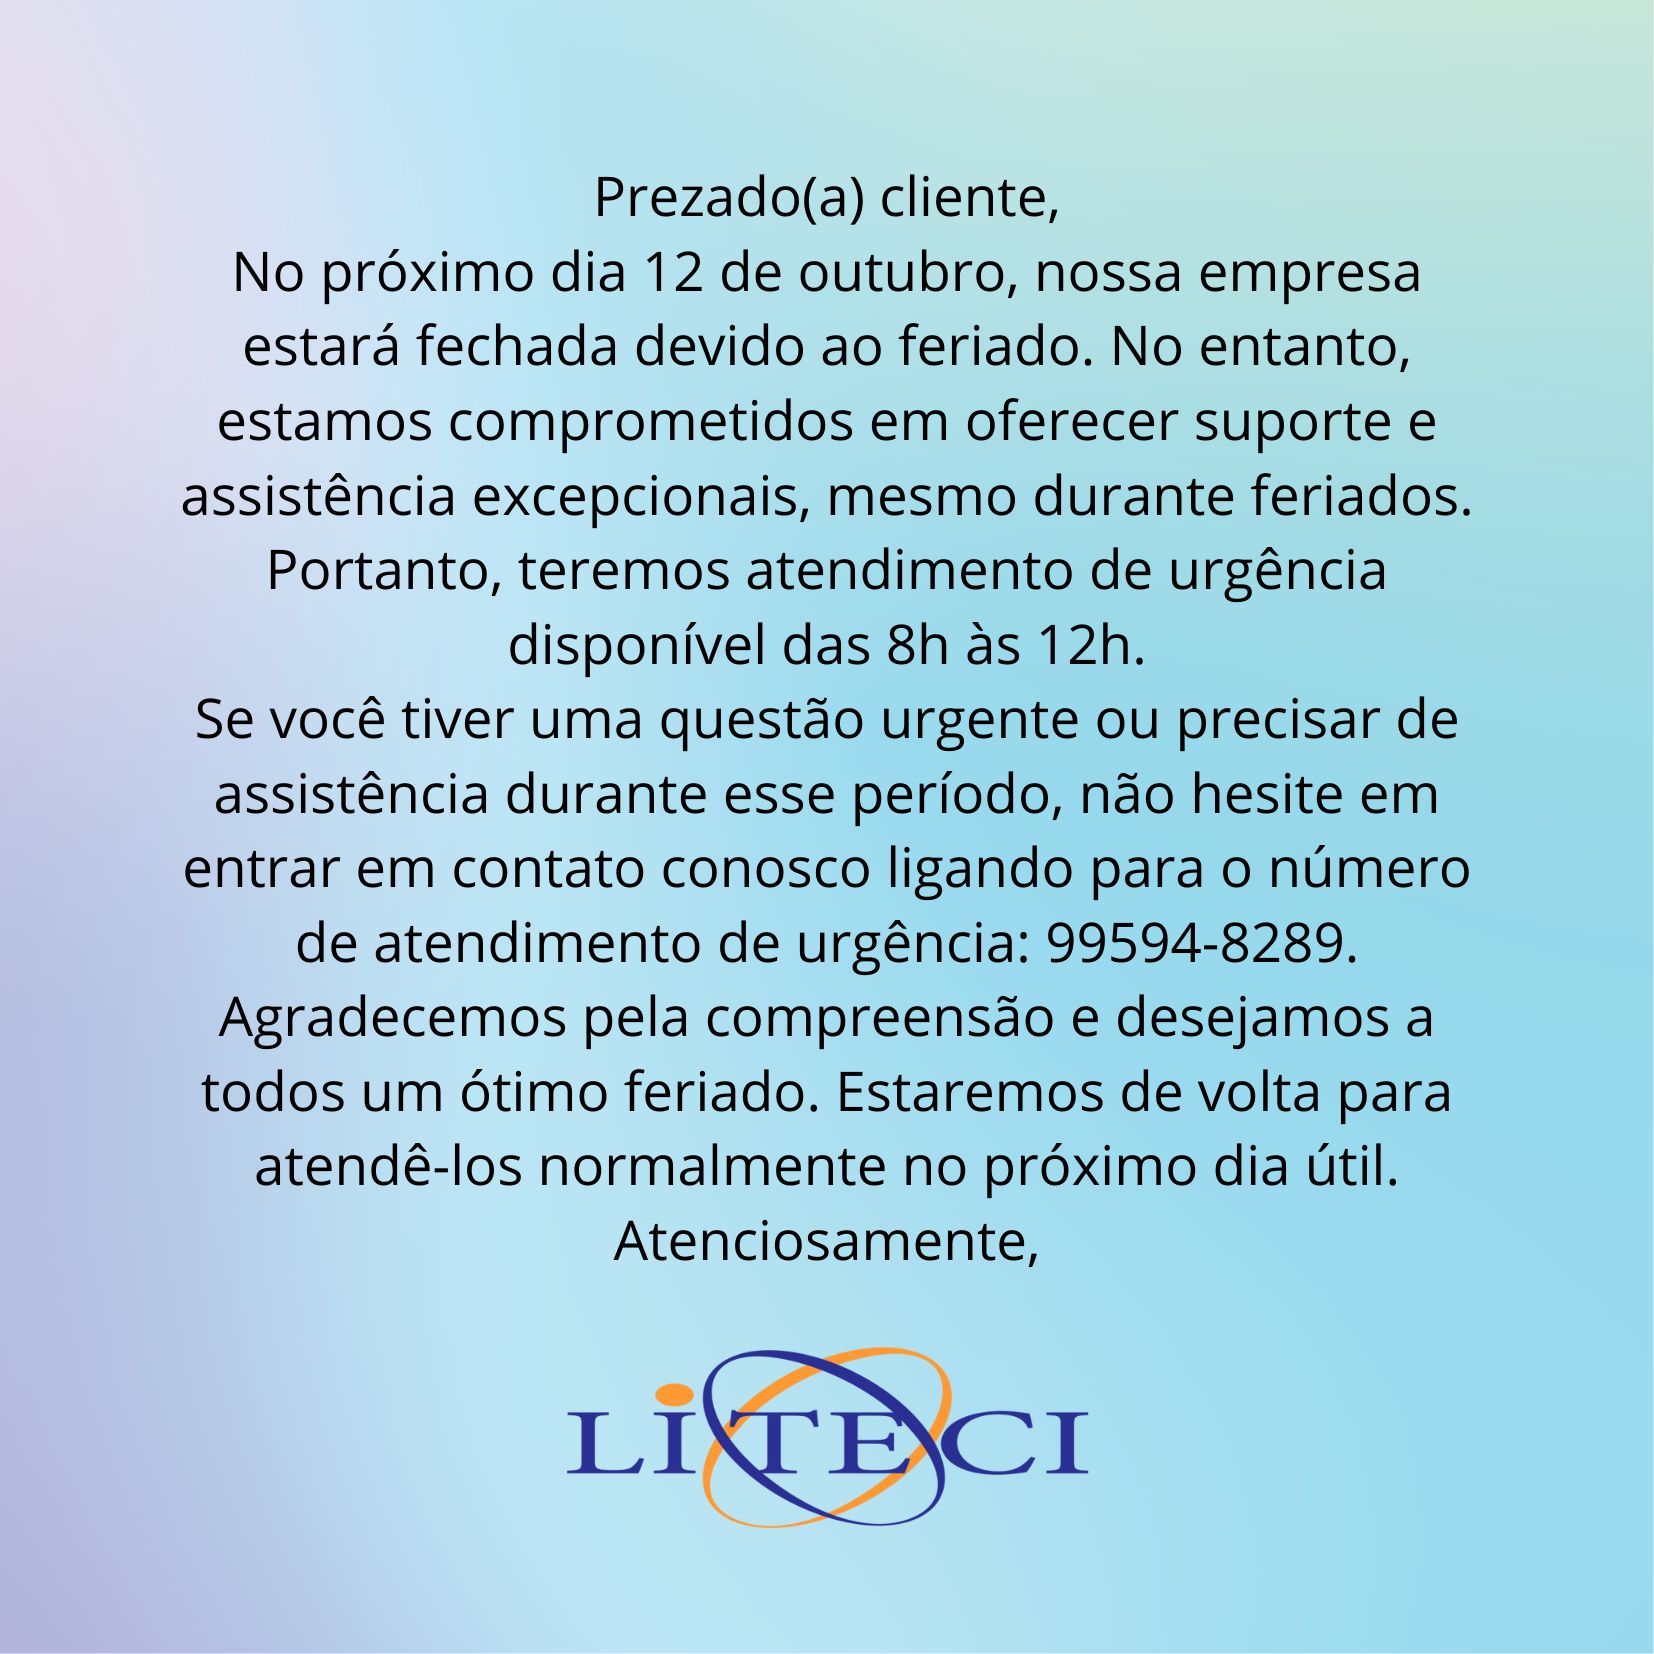 Prezado(a) cliente,
No próximo dia 12 de outubro, nossa empresa
estará fechada devido ao feriado. No entanto,
estamos comprometidos em oferecer suporte e
assistência excepcionais, mesmo durante feriados.
Portanto, teremos atendimento de urgência
disponível das 8h às 12h.
Se você tiver uma questão urgente ou precisar de
assistência durante esse período, não hesite em
entrar em contato conosco ligando para o número
de atendimento de urgência: 99594-8289.
Agradecemos pela compreensão e desejamos a
todos um ótimo feriado. Estaremos de volta para
atendê-los normalmente no próximo dia útil.
Atenciosamente,
LiTECI